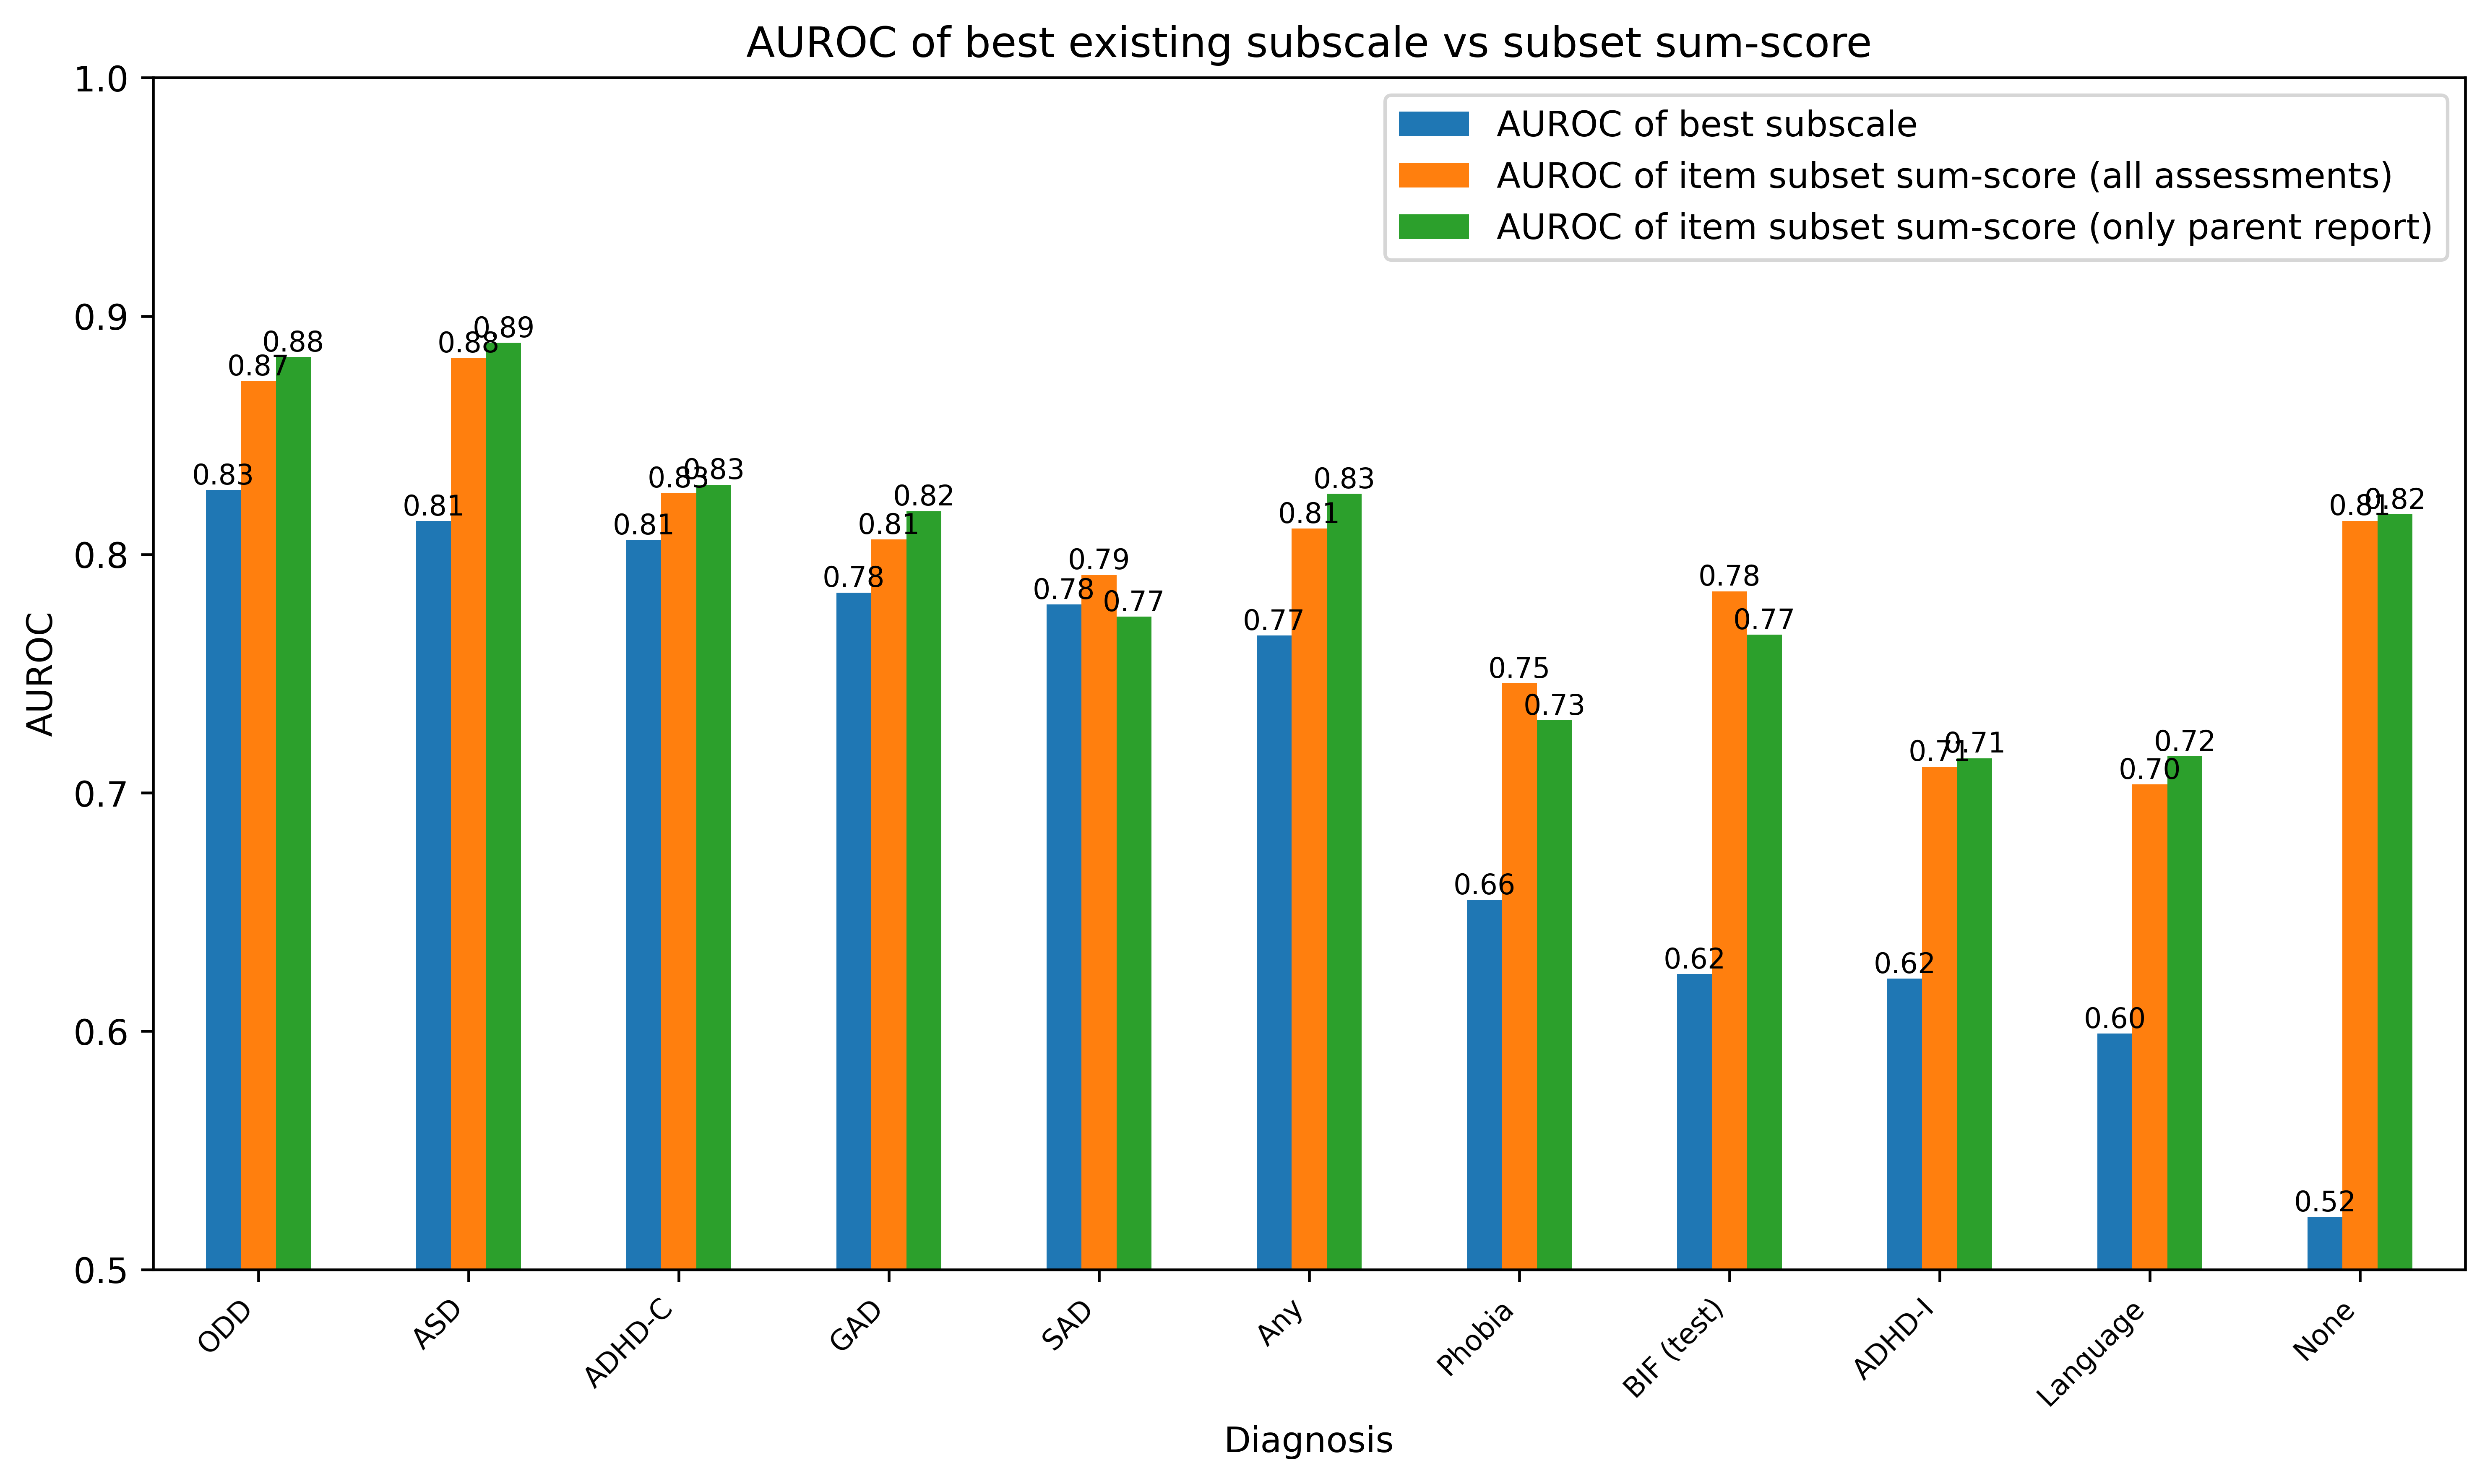 AUROC of best existing subscale vs subset sum-score
AUROC of best subscale
AUROC of item subset sum-score (all assessments)
AUROC of item subset sum-score (only parent report)
AUROC
1.0
0.9
0.8
0.7
0.6
0.5
0.83 0.87 0.88
0.81 0.88 0.89
0.81 0.83 0.83
0.78 0.81 0.82
0.78 0.79 0.77
0.77 0.81 0.83
0.66 0.75 0.73
0.62 0.78 0.77
0.62 0.71 0.71
0.60 0.70 0.72
0.52 0.81 0.82
ODD
ASD
ADHD-C
GAD
SAD
Any
Phobia
BIF (test)
ADHD-I
Language
None
Diagnosis